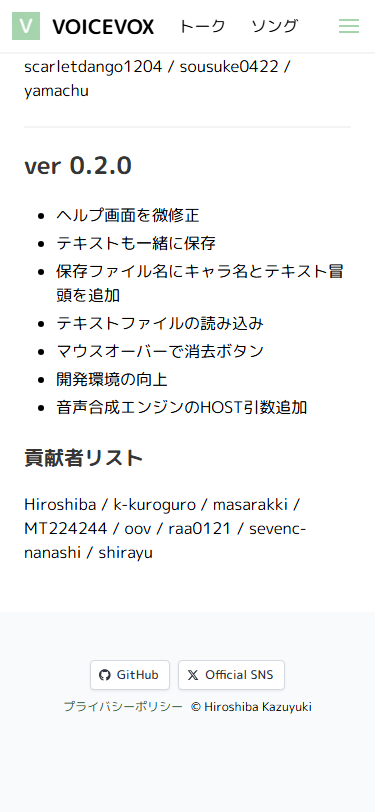 V VOICEVOX トーク ソング
scarletdango1204 / sousuke0422 /
yamachu
ver 0.2.0
ヘルプ画面を微修正
テキストも一緒に保存
保存ファイル名にキャラ名とテキスト冒
頭を追加
テキストファイルの読み込み
マウスオーバーで消去ボタン
開発環境の向上
音声合成エンジンのHOST引数追加
貢献者リスト
Hiroshiba / k-kuroguro / masarakki /
MT224244 / oov / raa0121 / sevenc-
nanashi / shirayu
GitHub Official SNS
プライバシーポリシー © Hiroshiba Kazuyuki